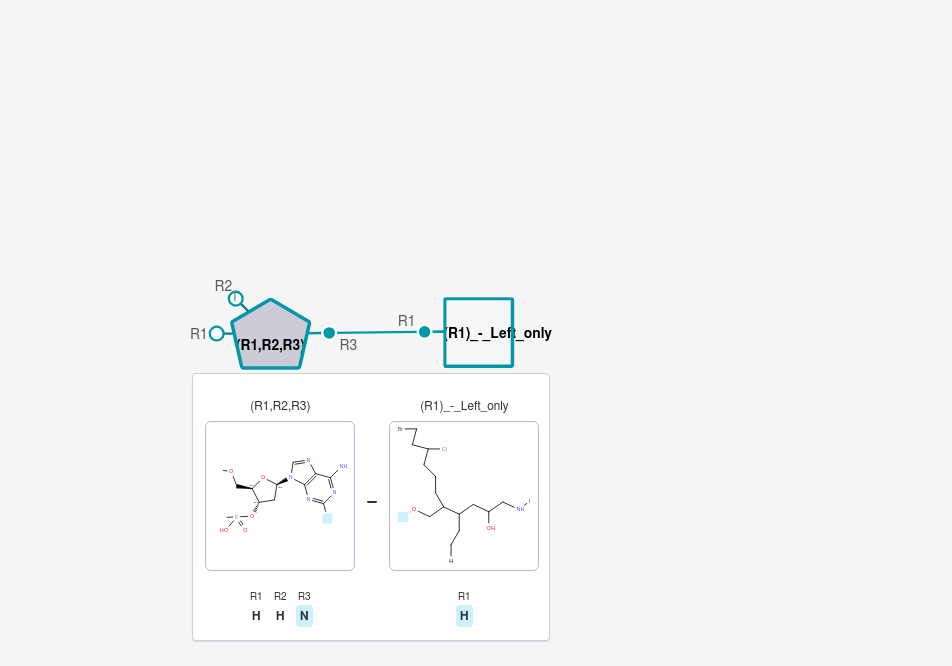 R2
R1
(R1,R2,R3)
R3
R1
(R1)_-_Left_only
(R1,R2,R3)
(R1)_-_Left_only
O
O
N
N
N
N
NH
O
HO
O
Br
Cl
O
OH
NH
I
H
R1 R2 R3
H H N
R1
H